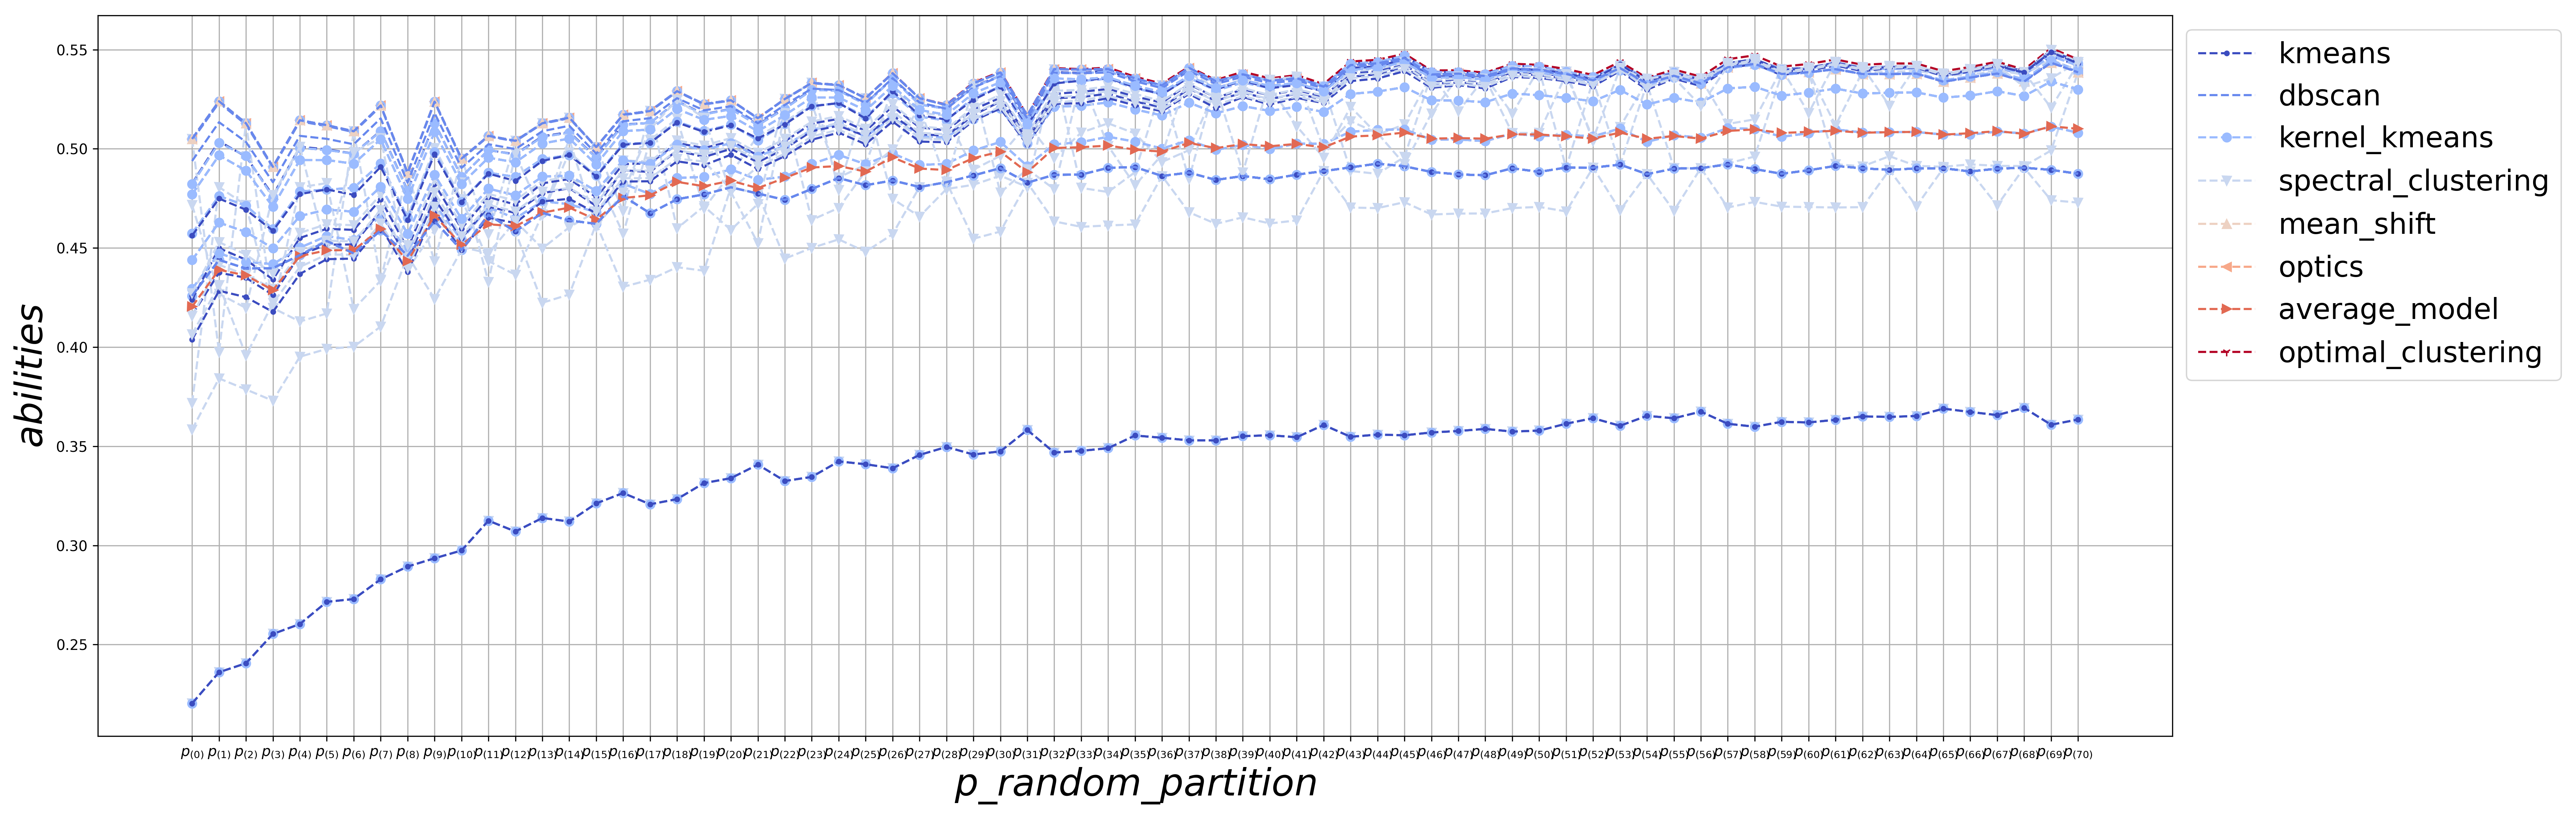 0.55
0.50
0.45
0.40
0.35
0.30
0.25
abilities
p(0) p(1) p(2) p(3) p(4) p(5) p(6) p(7) p(8) p(9) p(10) p(11) p(12) p(13) p(14) p(15) p(16) p(17) p(18) p(19) p(20) p(21) p(22) p(23) p(24) p(25) p(26) p(27) p(28) p(29) p(30) p(31) p(32) p(33) p(34) p(35) p(36) p(37) p(38) p(39) p(40) p(41) p(42) p(43) p(44) p(45) p(46) p(47) p(48) p(49) p(50) p(51) p(52) p(53) p(54) p(55) p(56) p(57) p(58) p(59) p(60) p(61) p(62) p(63) p(64) p(65) p(66) p(67) p(68) p(69) p(70)
p_random_partition
kmeans
dbscan
kernel_kmeans
spectral_clustering
mean_shift
optics
average_model
optimal_clustering